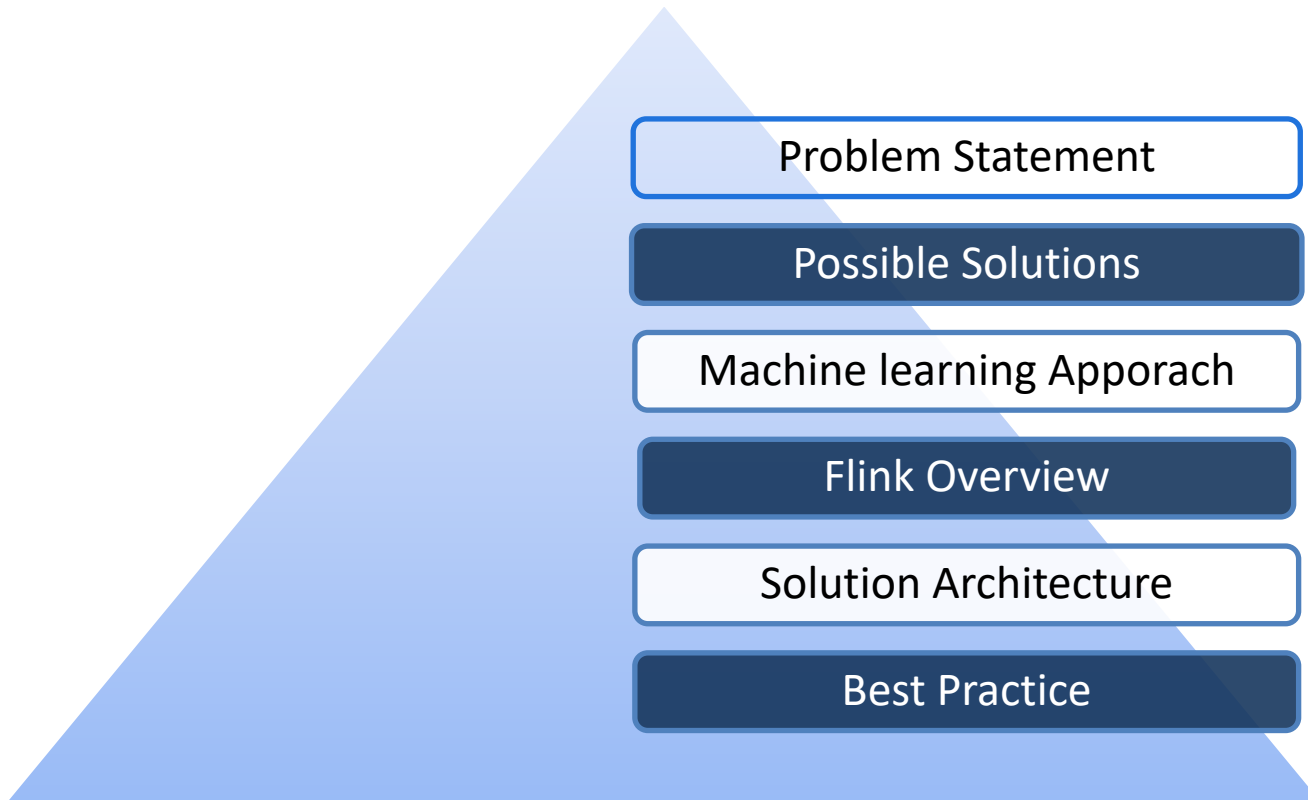 Problem Statement
Possible Solutions
Machine learning Apporach
Flink Overview
Solution Architecture
Best Practice